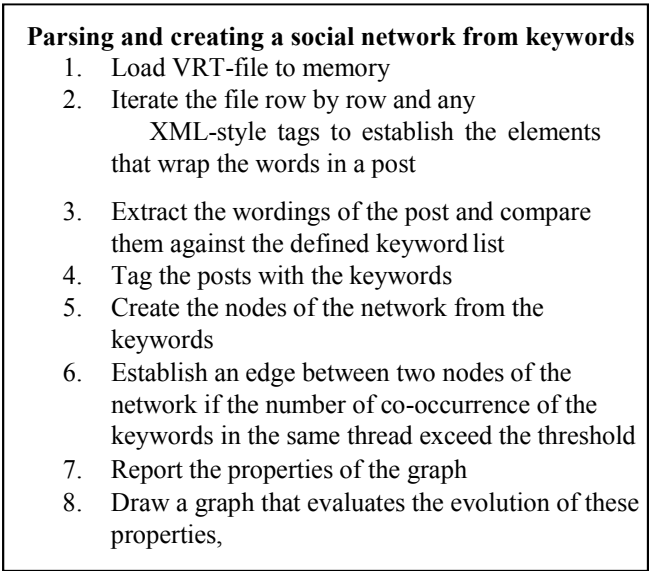 Parsing and creating a social network from keywords
1. Load VRT-file to memory
2. Iterate the file row by row and any
XML-style tags to establish the elements
that wrap the words in a post
3. Extract the wordings of the post and compare
them against the defined keyword list
4. Tag the posts with the keywords
5. Create the nodes of the network from the
keywords
6. Establish an edge between two nodes of the
network if the number of co-occurrence of the
keywords in the same thread exceed the threshold
7. Report the properties of the graph
8. Draw a graph that evaluates the evolution of these
properties,